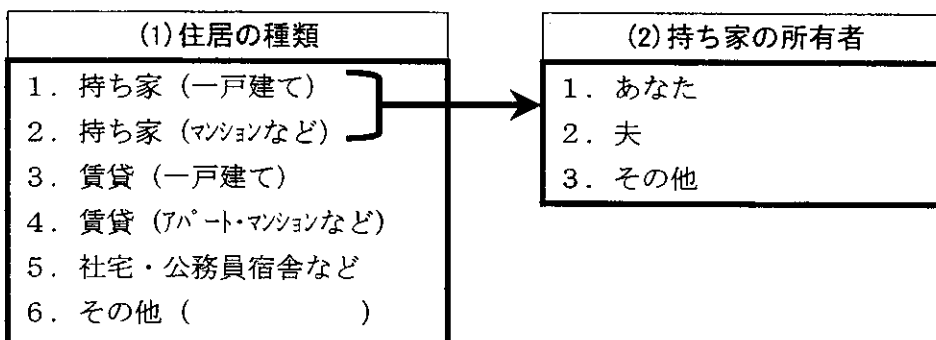 (1)住居の種類
1. 持ち家 (一戸建て)
2. 持ち家 (マンションなど)
3. 賃貸 (一戸建て)
4. 賃貸 (アパート・マンションなど)
5. 社宅・公務員宿舎など
6. その他 (　　　　　)
(2)持ち家の所有者
1. あなた
2. 夫
3. その他